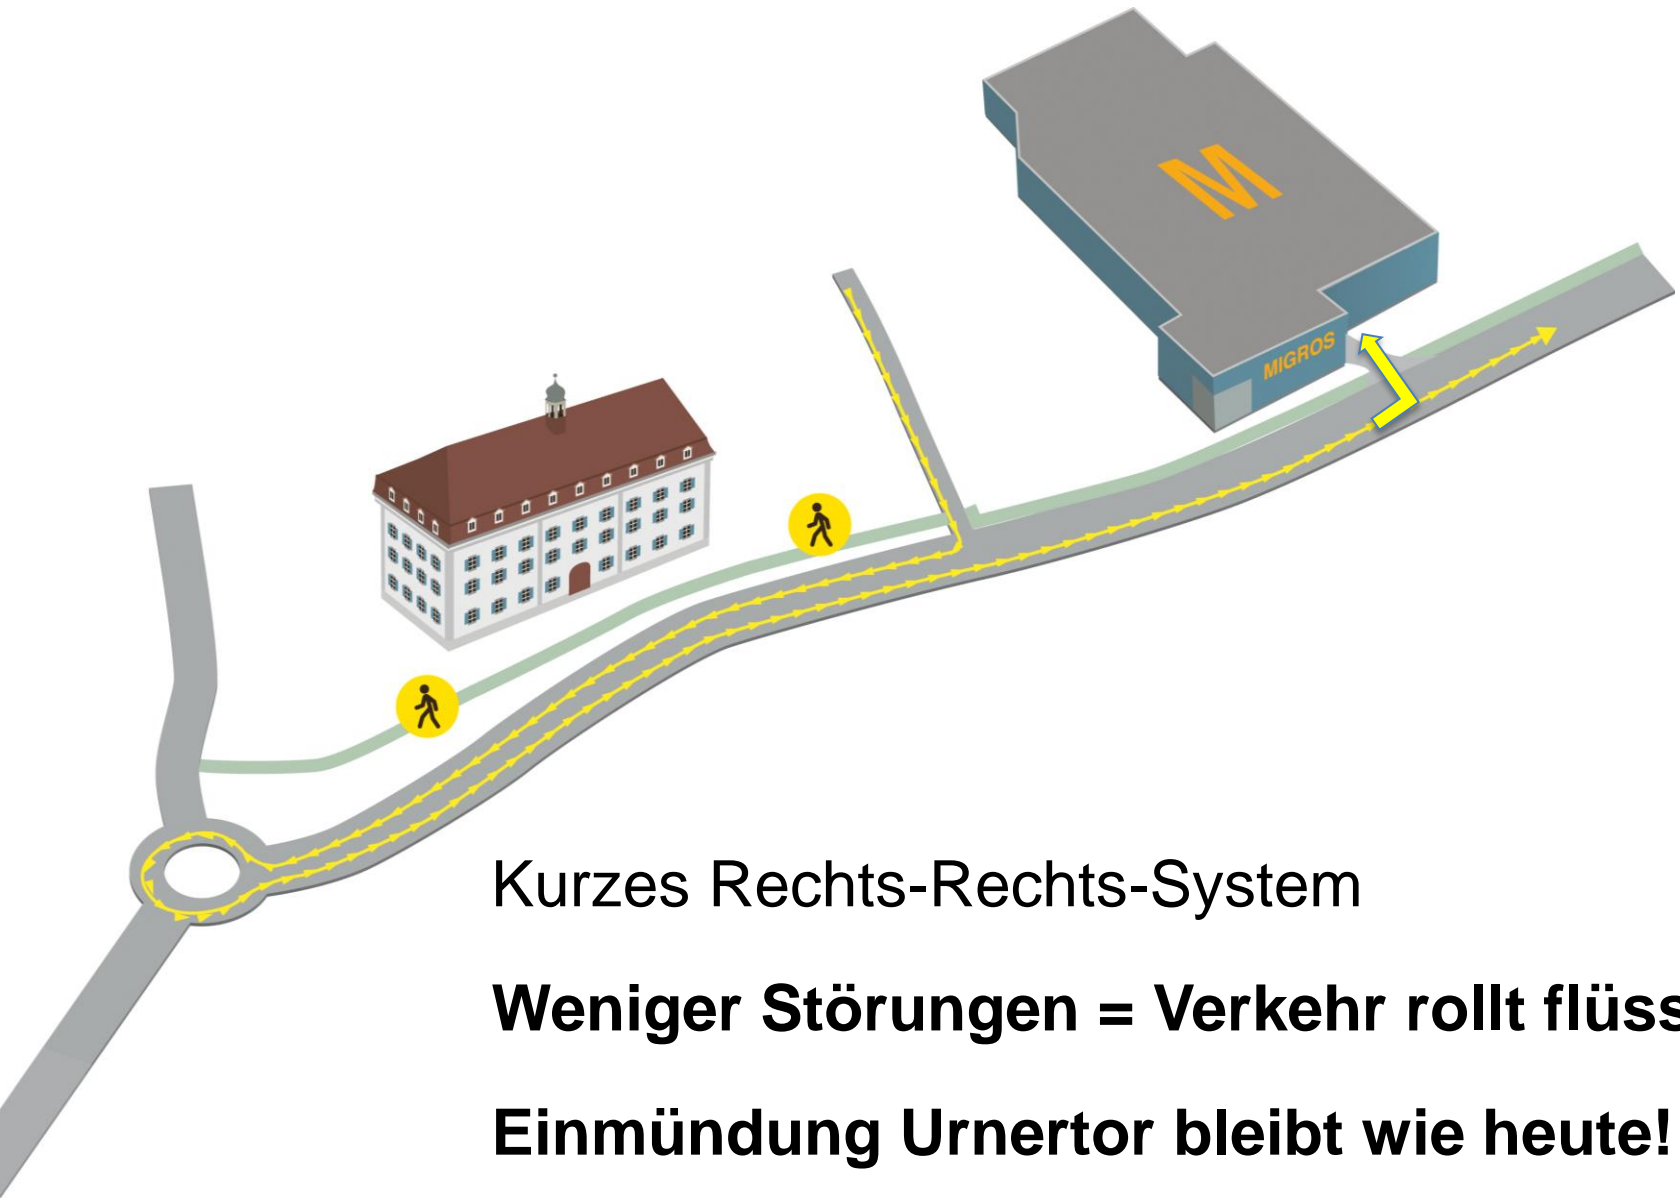 M
MIGROS
Kurzes Rechts-Rechts-System
Weniger Störungen = Verkehr rollt flüss
Einmündung Urnertor bleibt wie heute!